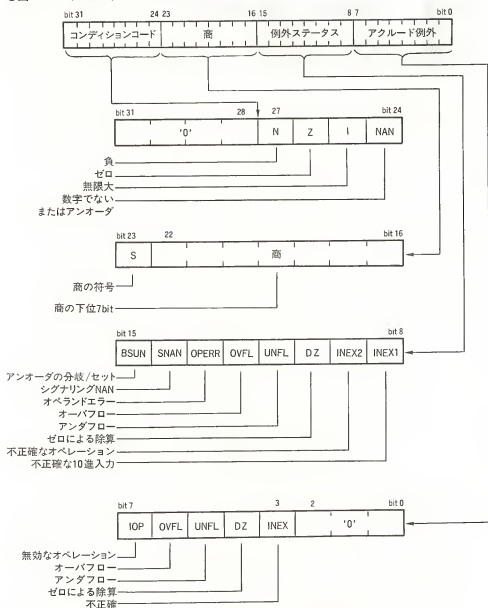 bit 31 24 23 16 15 8 7 bit 0
コンディションコード 商 例外ステータス アクルード例外
bit 31 28 27 bit 24
'0' N Z I NAN
負
ゼロ
無限大
数字でない
またはアンオーダ
bit 23 22 bit 16
S 商
商の符号
商の下位7bit
bit 15 bit 8
BSUN SNAN OPERR OVFL UNFL DZ INEX2 INEX1
アンオーダの分岐/セット
シグナリングNAN
オペランドエラー
オーバフロー
アンダフロー
ゼロによる除算
不正確なオペレーション
不正確な10進入力
bit 7 3 2 bit 0
IOP OVFL UNFL DZ INEX '0'
無効なオペレーション
オーバフロー
アンダフロー
ゼロによる除算
不正確